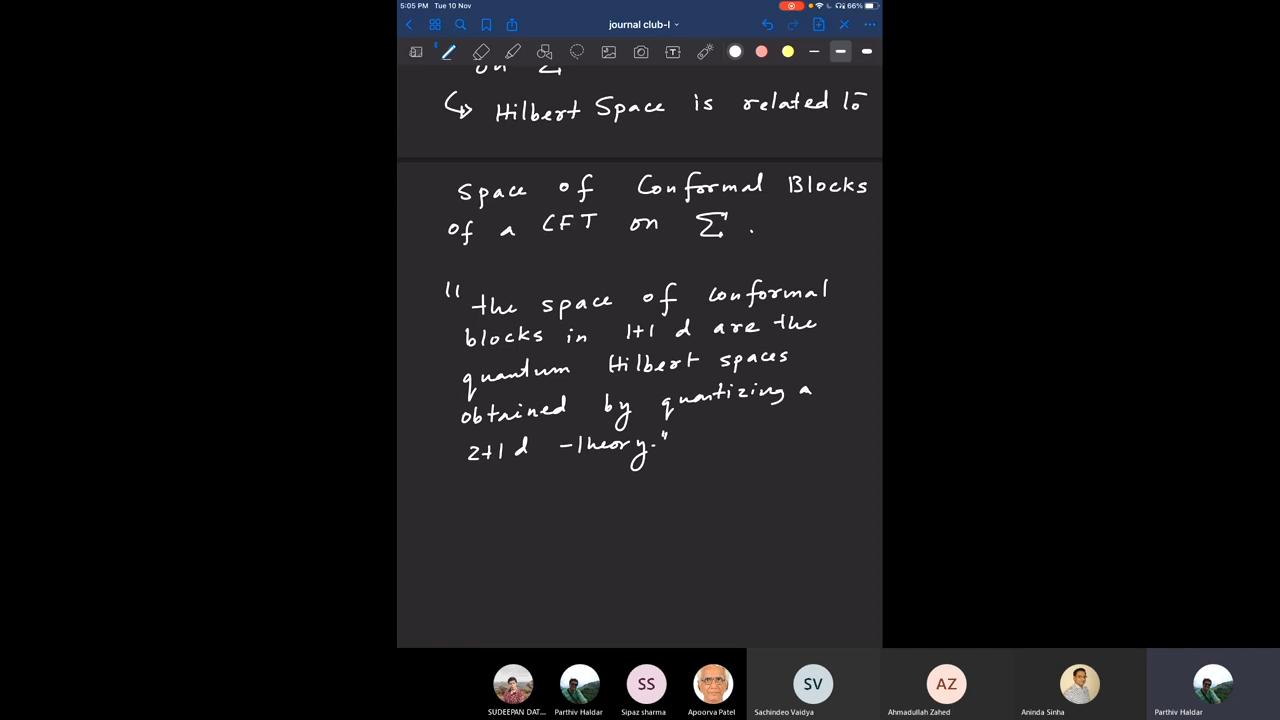 5:05 PM Tue 10 Nov
66%
journal club-I
on Σ
↳ Hilbert Space is related to
Space of Conformal Blocks
of a CFT on Σ.
"the space of conformal
blocks in 1+1 d are the
quantum Hilbert spaces
obtained by quantizing a
2+1 d -theory."
SS
SV
AZ
SUDEEPAN DAT...
Parthiv Haldar
Sipaz sharma
Apoorva Patel
Sachindeo Vaidya
Ahmadullah Zahed
Aninda Sinha
Parthiv Haldar